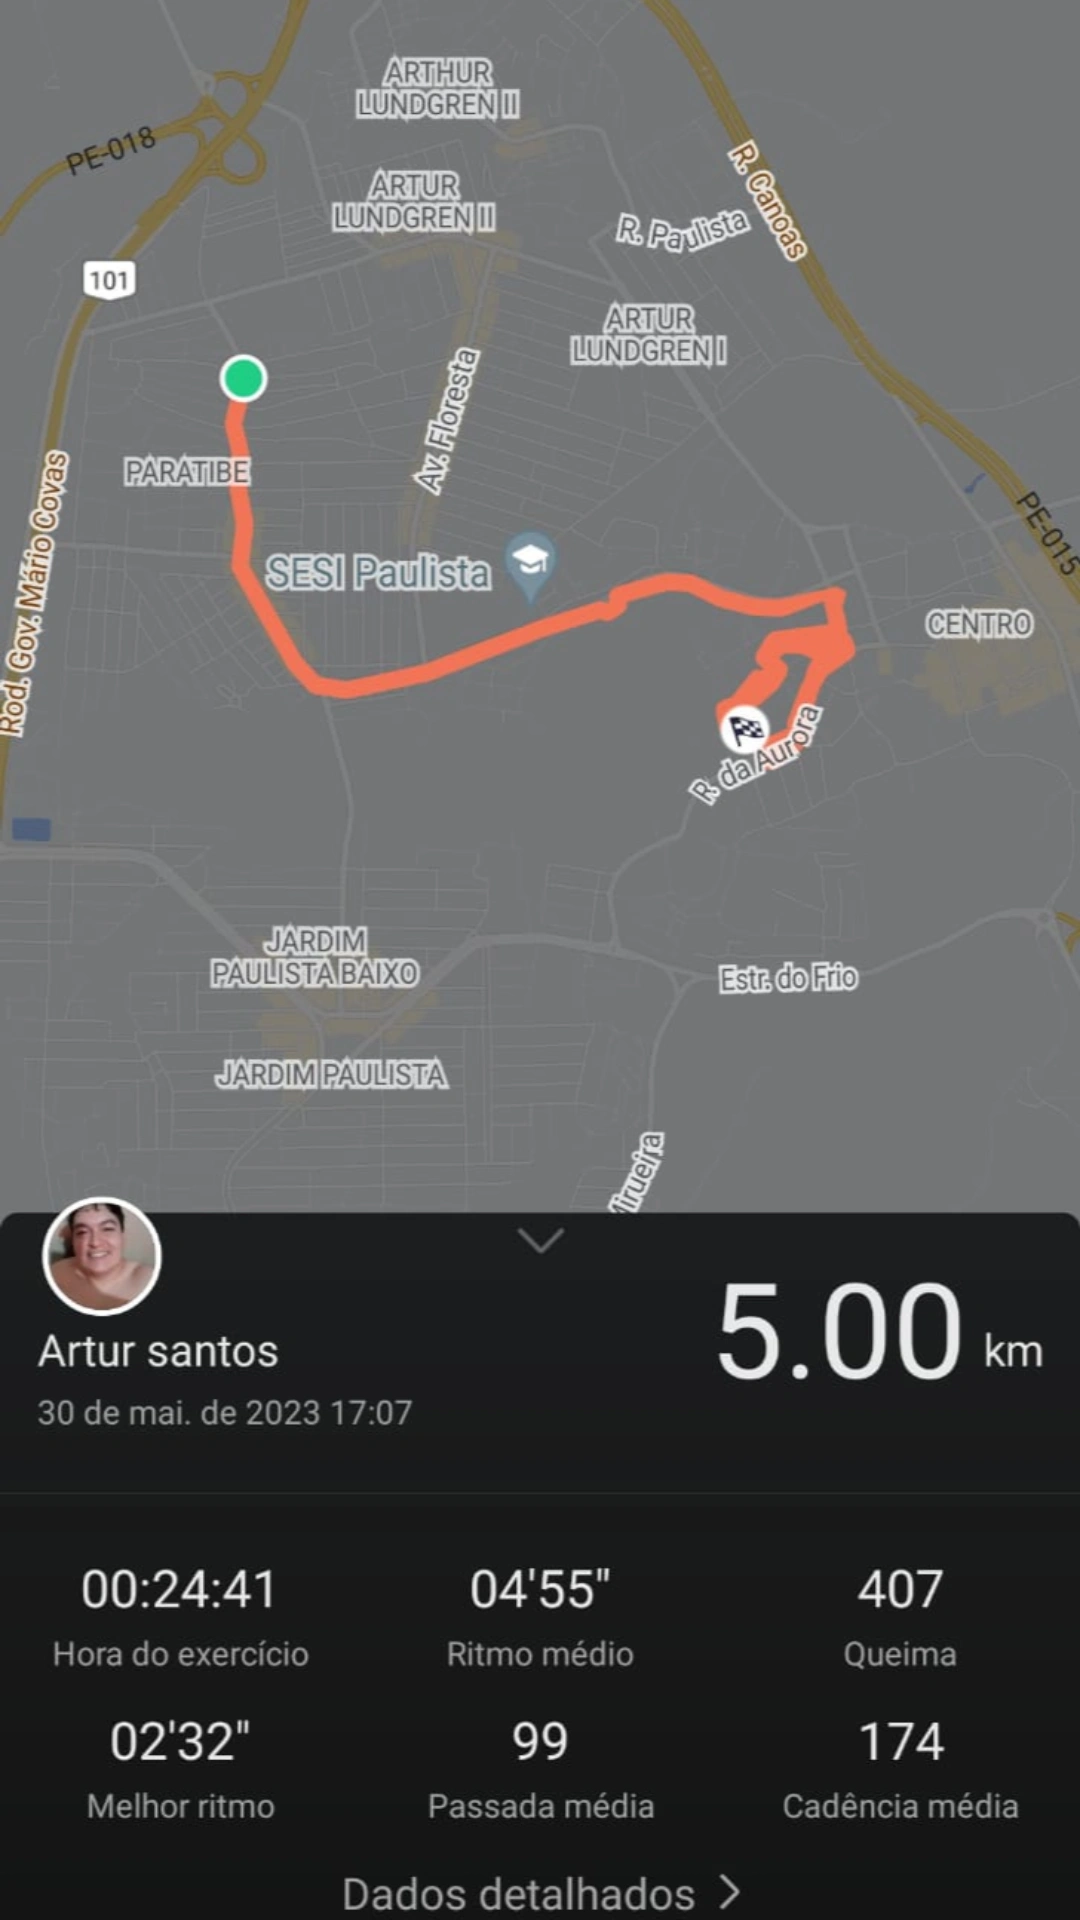 ARTHUR
LUNDGREN II
PE-018
R. Canoas
ARTUR
LUNDGREN II
R. Paulista
101
ARTUR
LUNDGREN I
Av. Floresta
PARATIBE
Rod. Gov. Mário Covas
PE-015
SESI Paulista
CENTRO
R. da Aurora
JARDIM
PAULISTA BAIXO
Estr. do Frio
JARDIM PAULISTA
Mirueira
5.00 km
Artur santos
30 de mai. de 2023 17:07
00:24:41 04'55" 407
Hora do exercício Ritmo médio Queima
02'32" 99 174
Melhor ritmo Passada média Cadência média
Dados detalhados >